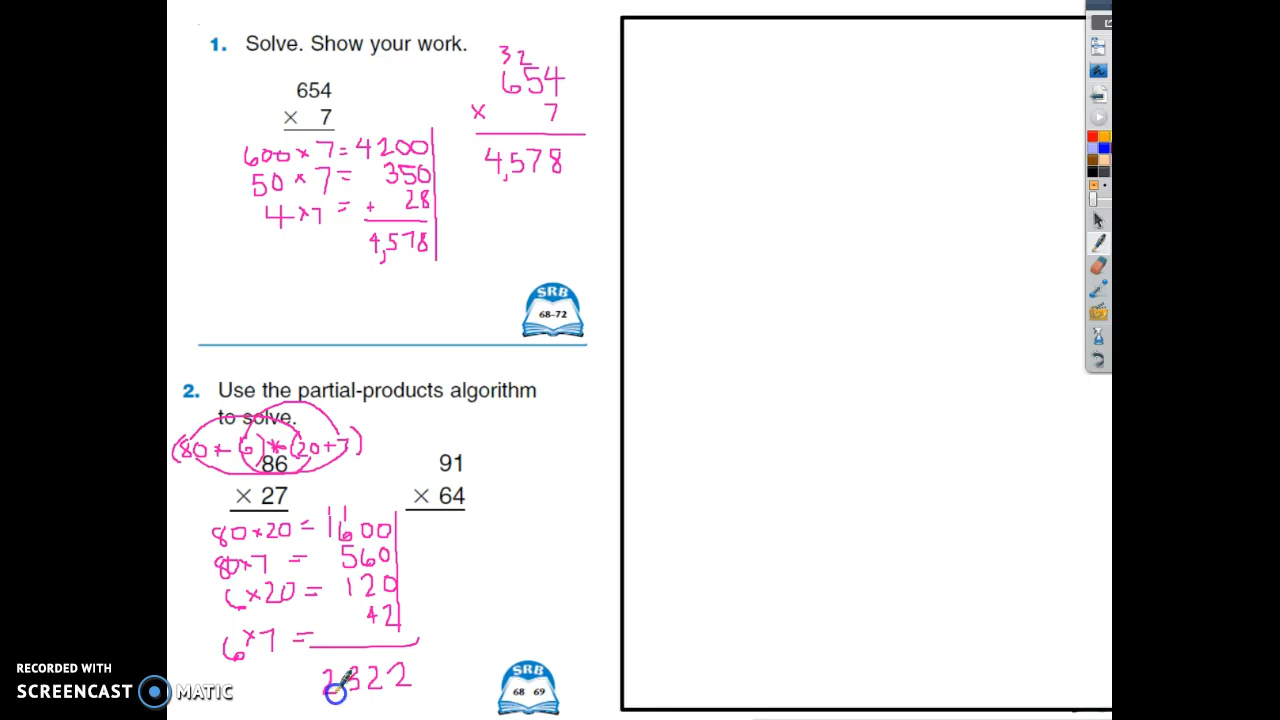 1. Solve. Show your work.
654
× 7
600 × 7 = 4200
50 × 7 = 350
4 × 7 = + 28
4,578
32
654
× 7
4,578
SRB
68–72
2. Use the partial-products algorithm
to solve.
(80 + 6) * (20 + 7)
86
× 27
80 × 20 = 1600
80 × 7 = 560
6 × 20 = 120
6 × 7 = 42
11
2322
91
× 64
SRB
68 69
RECORDED WITH
SCREENCAST MATIC